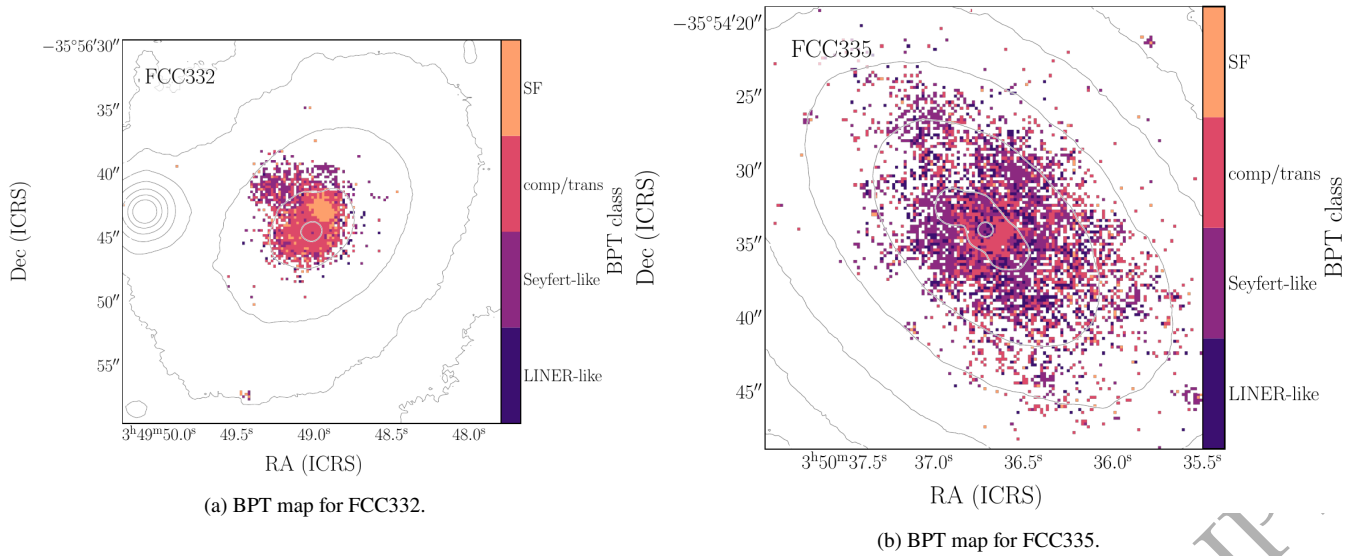 FCC332
−35°56′30″
35″
40″
45″
50″
55″
Dec (ICRS)
3ʰ49ᵐ50.0ˢ 49.5ˢ 49.0ˢ 48.5ˢ 48.0ˢ
RA (ICRS)
SF
comp/trans
Seyfert-like
LINER-like
BPT class
(a) BPT map for FCC332.
FCC335
−35°54′20″
25″
30″
35″
40″
45″
Dec (ICRS)
3ʰ50ᵐ37.5ˢ 37.0ˢ 36.5ˢ 36.0ˢ 35.5ˢ
RA (ICRS)
SF
comp/trans
Seyfert-like
LINER-like
BPT class
(b) BPT map for FCC335.